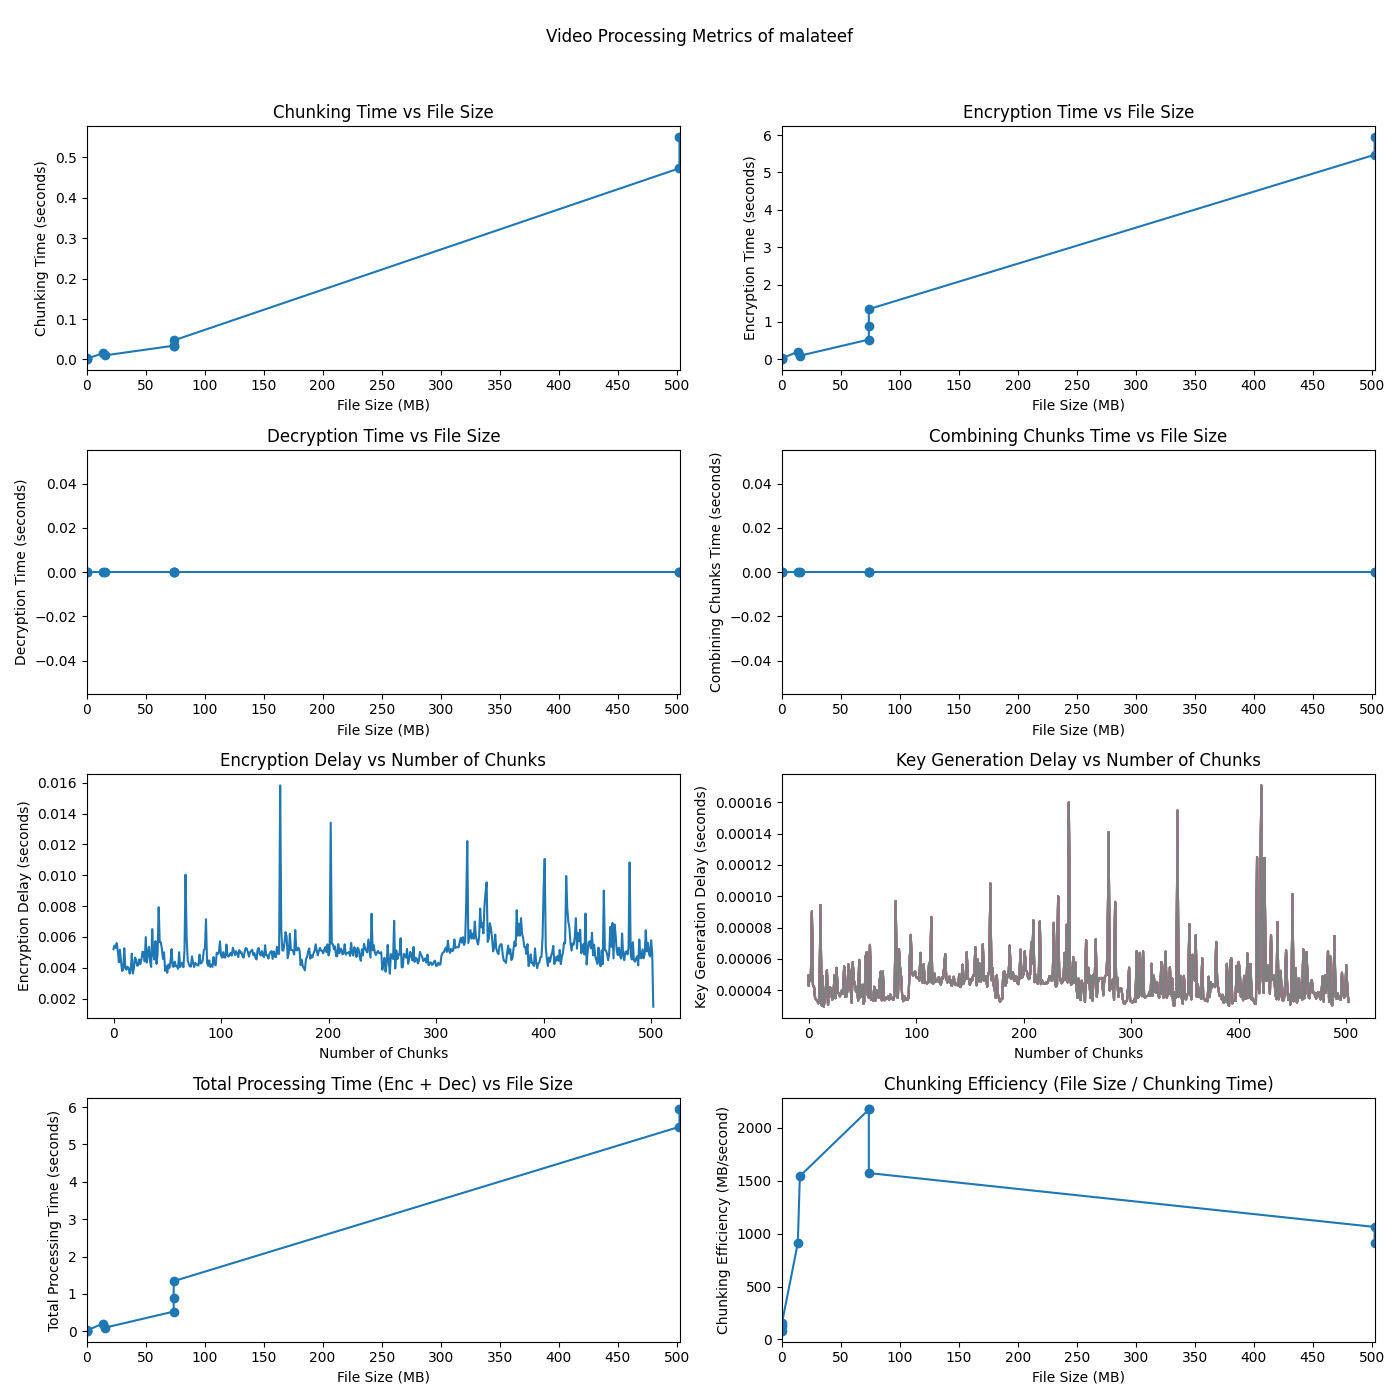 Video Processing Metrics of malateef
Chunking Time vs File Size
Chunking Time (seconds)
0.5
0.4
0.3
0.2
0.1
0.0
0 50 100 150 200 250 300 350 400 450 500
File Size (MB)
Encryption Time vs File Size
Encryption Time (seconds)
6
5
4
3
2
1
0
0 50 100 150 200 250 300 350 400 450 500
File Size (MB)
Decryption Time vs File Size
Decryption Time (seconds)
0.04
0.02
0.00
−0.02
−0.04
0 50 100 150 200 250 300 350 400 450 500
File Size (MB)
Combining Chunks Time vs File Size
Combining Chunks Time (seconds)
0.04
0.02
0.00
−0.02
−0.04
0 50 100 150 200 250 300 350 400 450 500
File Size (MB)
Encryption Delay vs Number of Chunks
Encryption Delay (seconds)
0.016
0.014
0.012
0.010
0.008
0.006
0.004
0.002
0 100 200 300 400 500
Number of Chunks
Key Generation Delay vs Number of Chunks
Key Generation Delay (seconds)
0.00016
0.00014
0.00012
0.00010
0.00008
0.00006
0.00004
0 100 200 300 400 500
Number of Chunks
Total Processing Time (Enc + Dec) vs File Size
Total Processing Time (seconds)
6
5
4
3
2
1
0
0 50 100 150 200 250 300 350 400 450 500
File Size (MB)
Chunking Efficiency (File Size / Chunking Time)
Chunking Efficiency (MB/second)
2000
1500
1000
500
0
0 50 100 150 200 250 300 350 400 450 500
File Size (MB)